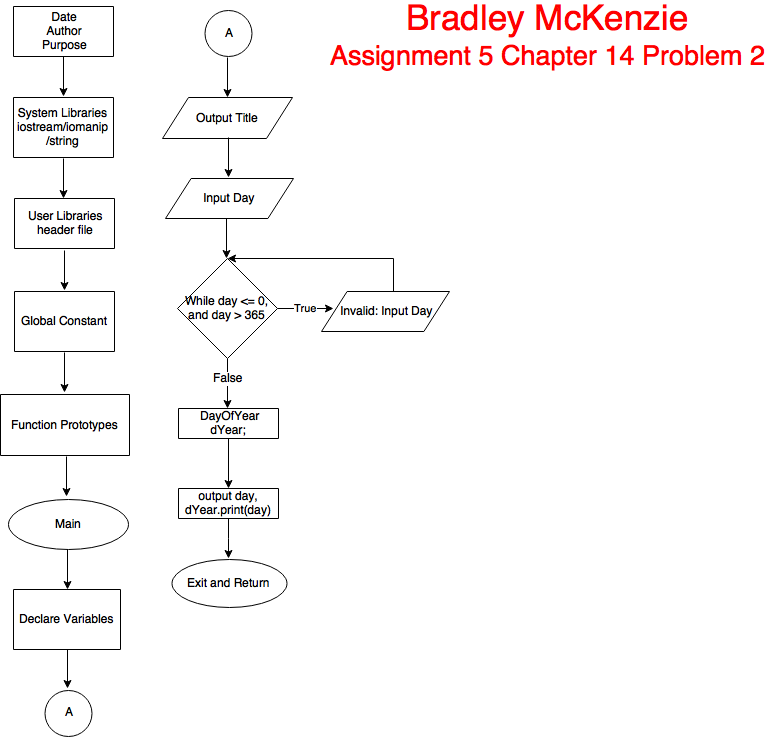 Bradley McKenzie
Assignment 5 Chapter 14 Problem 2
Date
Author
Purpose
System Libraries
iostream/iomanip
/string
User Libraries
header file
Global Constant
Function Prototypes
Main
Declare Variables
A
A
Output Title
Input Day
While day <= 0,
and day > 365
True
Invalid: Input Day
False
DayOfYear
dYear;
output day,
dYear.print(day)
Exit and Return